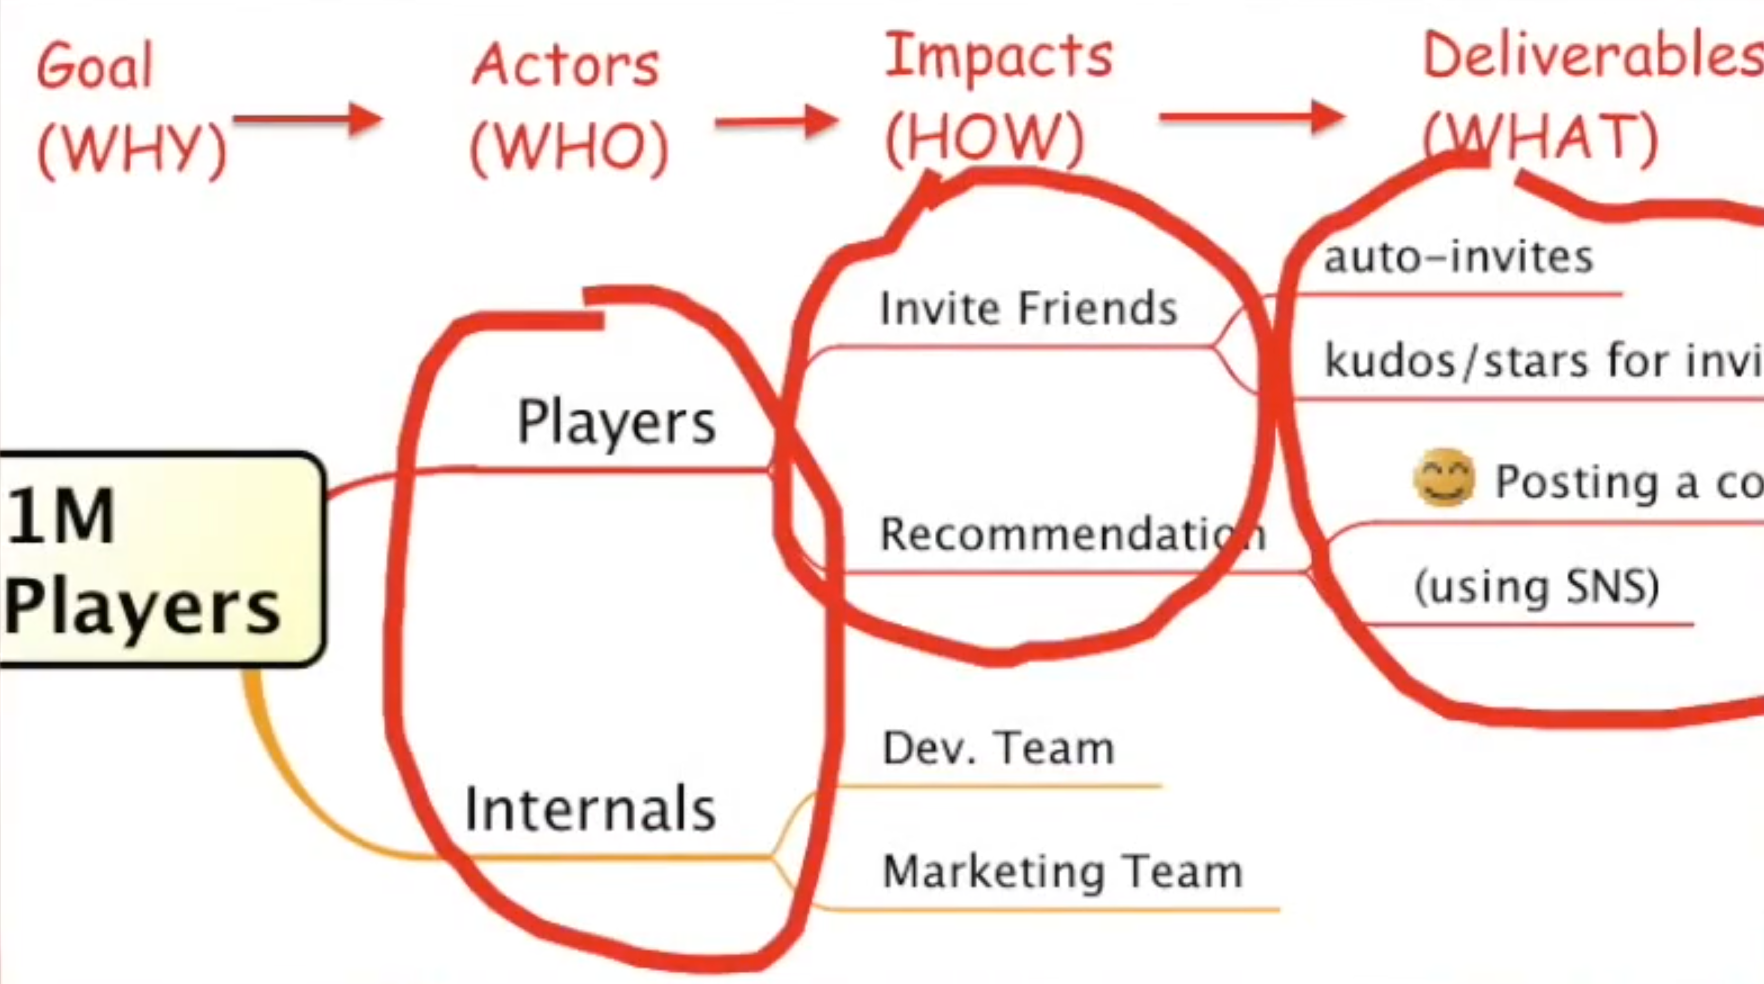 Goal
(WHY)
Actors
(WHO)
Impacts
(HOW)
Deliverables
(WHAT)
1M
Players
Players
Invite Friends
auto-invites
kudos/stars for invi
Recommendation
Posting a co
(using SNS)
Internals
Dev. Team
Marketing Team